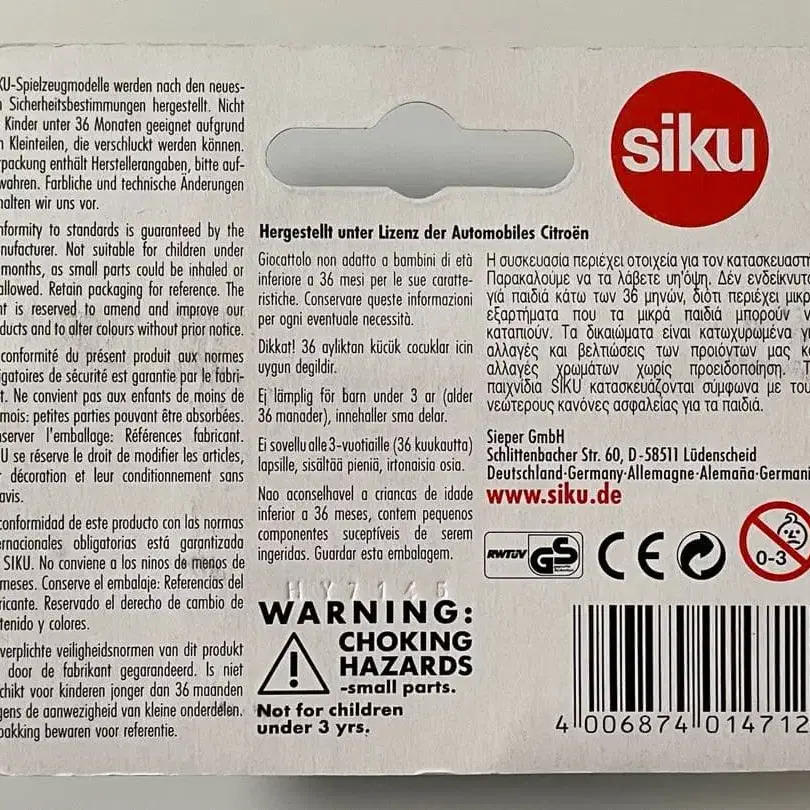 KU-Spielzeugmodelle werden nach den neues-
Sicherheitsbestimmungen hergestellt. Nicht
Kinder unter 36 Monaten geeignet aufgrund
Kleinteilen, die verschluckt werden können.
packung enthält Herstellerangaben, bitte auf-
wahren. Farbliche und technische Änderungen
halten wir uns vor.
nformity to standards is guaranteed by the
nufacturer. Not suitable for children under
months, as small parts could be inhaled or
allowed. Retain packaging for reference. The
nt is reserved to amend and improve our
ducts and to alter colours without prior notice.
conformité du présent produit aux normes
igatoires de sécurité est garantie par le fabri-
t. Ne convient pas aux enfants de moins de
mois: petites parties pouvant être absorbées.
nserver l'emballage: Références fabricant.
U se réserve le droit de modifier les articles,
décoration et leur conditionnement sans
avis.
conformidad de este producto con las normas
ernacionales obligatorias está garantizada
SIKU. No conviene a los ninos de menos de
meses. Conserve el embalaje: Referencias del
ricante. Reservado el derecho de cambio de
tenido y colores.
verplichte veiligheidsnormen van dit produkt
door de fabrikant gegarandeerd. Is niet
chikt voor kinderen jonger dan 36 maanden
gens de aanwezigheid van kleine onderdelen.
pakking bewaren voor referentie.
Hergestellt unter Lizenz der Automobiles Citroën
Giocattolo non adatto a bambini di età
inferiore a 36 mesi per le sue caratte-
ristiche. Conservare queste informazioni
per ogni eventuale necessità.
Dikkat! 36 ayliktan kücük cocuklar icin
uygun degildir.
Ej lämplig för barn under 3 ar (alder
36 manader), innehaller sma delar.
Ei sovellu alle 3-vuotiaille (36 kuukautta)
lapsille, sisältää pieniä, irtonaisia osia.
Nao aconselhavel a criancas de idade
inferior a 36 meses, contem pequenos
componentes suceptíveis de serem
ingeridas. Guardar esta embalagem.
HY7145
WARNING:
CHOKING
HAZARDS
-small parts.
Not for children
under 3 yrs.
siku
Η συσκευασία περιέχει οτοιχεία για τον κατασκευαστή
Παρακαλούμε να τα λάβετε υη'όψη. Δέν ενδείκνυτα
γιά παιδιά κάτω των 36 μηνών, διότι περιέχει μικρ
εξαρτήματα που τα μικρά παιδιά μπορούν ν
καταπιούν. Τα δικαιώματα είναι κατωχυρωμένα γι
αλλαγές και βελτιώσεις των προιόντων μας κ
αλλαγές χρωμάτων χωρίς προειδοποίηση. Τ
παιχνίδια SIKU κατασκευάζονται σύμφωνα με του
νεώτερους κανόνες ασφαλείας για τα παιδιά.
Sieper GmbH
Schlittenbacher Str. 60, D-58511 Lüdenscheid
Deutschland·Germany·Allemagne·Alemaña·Germani
www.siku.de
RWTÜV GS
CE
0-3
4 006874 014712